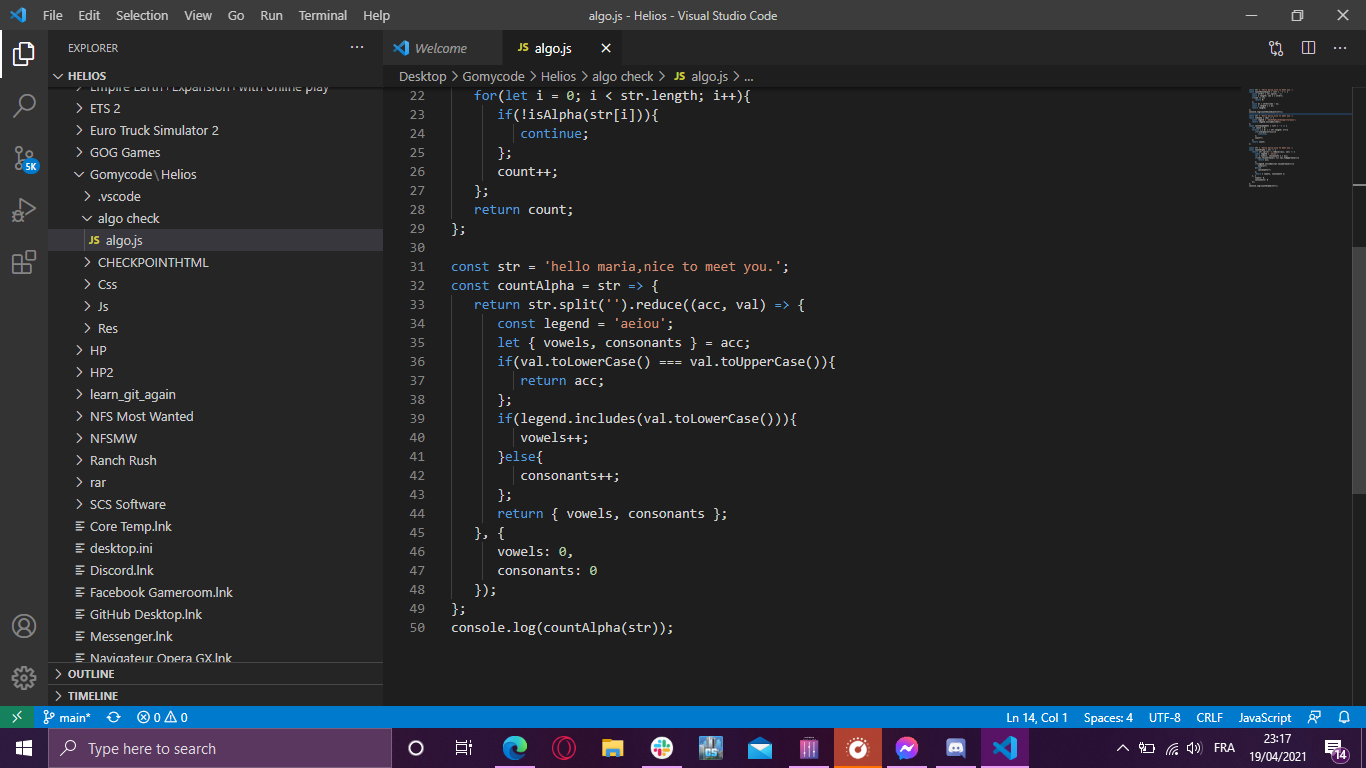 File Edit Selection View Go Run Terminal Help
algo.js - Helios - Visual Studio Code
EXPLORER
HELIOS
Empire Earth+Expansion+with online play
ETS 2
Euro Truck Simulator 2
GOG Games
Gomycode\Helios
.vscode
algo check
JS algo.js
CHECKPOINTHTML
Css
Js
Res
HP
HP2
learn_git_again
NFS Most Wanted
NFSMW
Ranch Rush
rar
SCS Software
Core Temp.lnk
desktop.ini
Discord.lnk
Facebook Gameroom.lnk
GitHub Desktop.lnk
Messenger.lnk
Navigateur Opera GX.lnk
OUTLINE
TIMELINE
5K
Welcome
JS algo.js
Desktop > Gomycode > Helios > algo check > JS algo.js > ...
22 for(let i = 0; i < str.length; i++){
23 if(!isAlpha(str[i])){
24 continue;
25 };
26 count++;
27 };
28 return count;
29 };
30
31 const str = 'hello maria,nice to meet you.';
32 const countAlpha = str => {
33 return str.split('').reduce((acc, val) => {
34 const legend = 'aeiou';
35 let { vowels, consonants } = acc;
36 if(val.toLowerCase() === val.toUpperCase()){
37 return acc;
38 };
39 if(legend.includes(val.toLowerCase())){
40 vowels++;
41 }else{
42 consonants++;
43 };
44 return { vowels, consonants };
45 }, {
46 vowels: 0,
47 consonants: 0
48 });
49 };
50 console.log(countAlpha(str));
main* 0 0
Ln 14, Col 1 Spaces: 4 UTF-8 CRLF JavaScript
Type here to search
FRA
23:17
19/04/2021
14